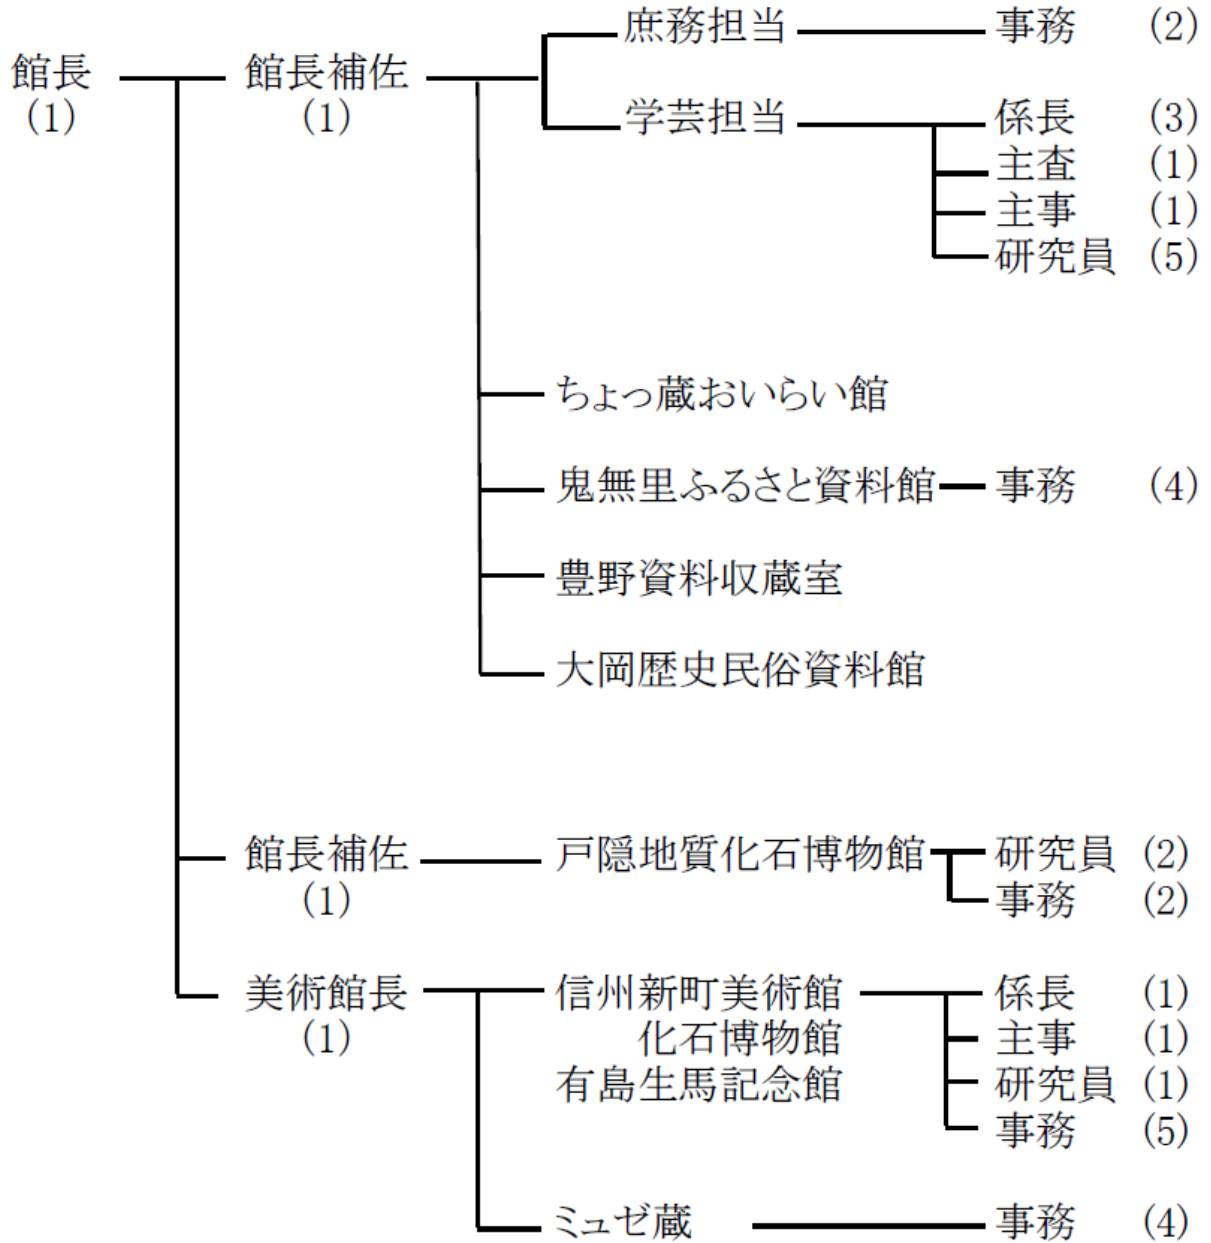 庶務担当 事務 (2)
館長 館長補佐
(1) (1)
学芸担当 係長 (3)
主査 (1)
主事 (1)
研究員 (5)
ちょっ蔵おいらい館
鬼無里ふるさと資料館 事務 (4)
豊野資料収蔵室
大岡歴史民俗資料館
館長補佐 戸隠地質化石博物館 研究員 (2)
(1) 事務 (2)
美術館長 信州新町美術館 係長 (1)
(1) 化石博物館 主事 (1)
有島生馬記念館 研究員 (1)
事務 (5)
ミュゼ蔵 事務 (4)